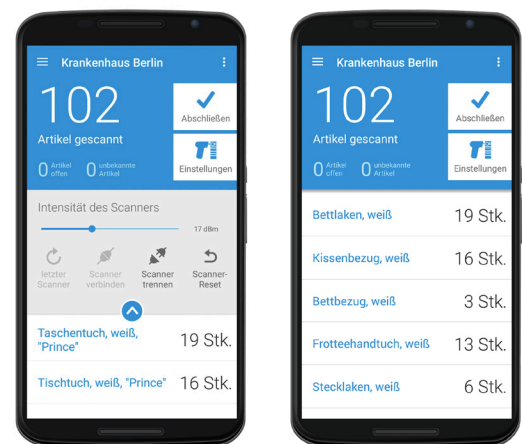 Krankenhaus Berlin
102
Artikel gescannt
0 Artikel offen
0 unbekannte Artikel
Abschließen
Einstellungen
Intensität des Scanners
17 dBm
letzter Scanner
Scanner verbinden
Scanner trennen
Scanner-Reset
Taschentuch, weiß,
"Prince"
19 Stk.
Tischtuch, weiß, "Prince"
16 Stk.
Krankenhaus Berlin
102
Artikel gescannt
0 Artikel offen
0 unbekannte Artikel
Abschließen
Einstellungen
Bettlaken, weiß
19 Stk.
Kissenbezug, weiß
16 Stk.
Bettbezug, weiß
3 Stk.
Frotteehandtuch, weiß
13 Stk.
Stecklaken, weiß
6 Stk.